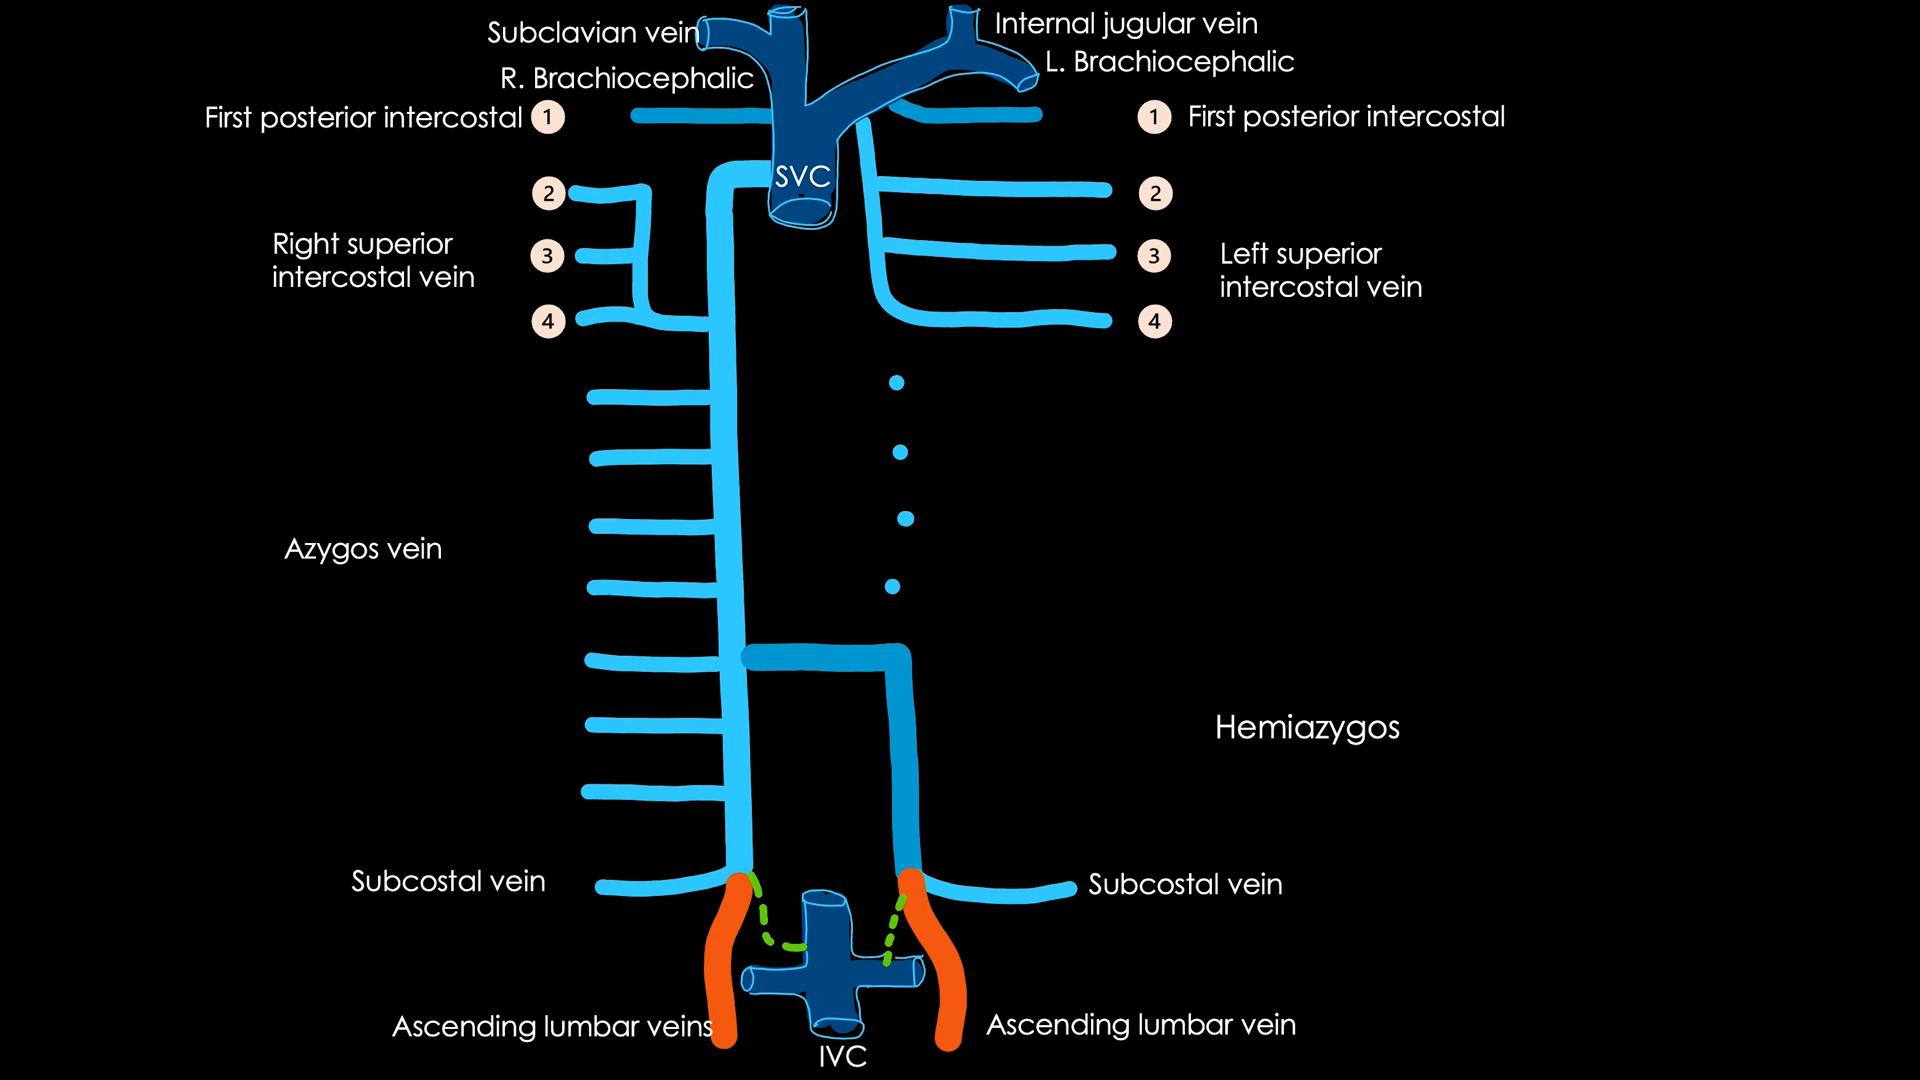 Subclavian vein
Internal jugular vein
R. Brachiocephalic
L. Brachiocephalic
First posterior intercostal 1
1 First posterior intercostal
SVC
2
2
Right superior
intercostal vein
3
3
Left superior
intercostal vein
4
4
Azygos vein
Hemiazygos
Subcostal vein
Subcostal vein
Ascending lumbar veins
Ascending lumbar vein
IVC